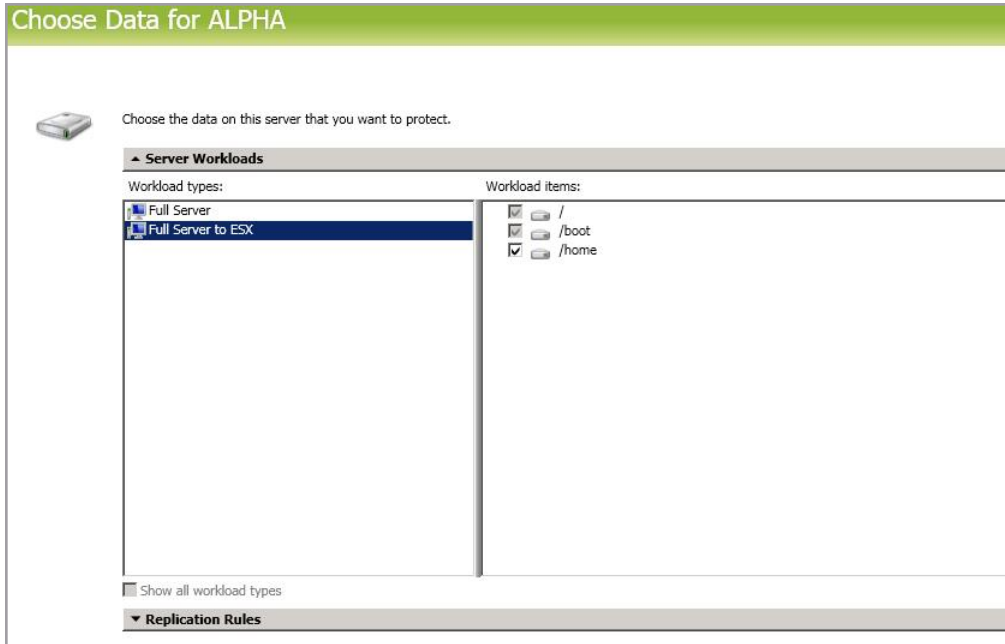 Choose Data for ALPHA
Choose the data on this server that you want to protect.
Server Workloads
Workload types:
Workload items:
Full Server
Full Server to ESX
/
/boot
/home
Show all workload types
Replication Rules